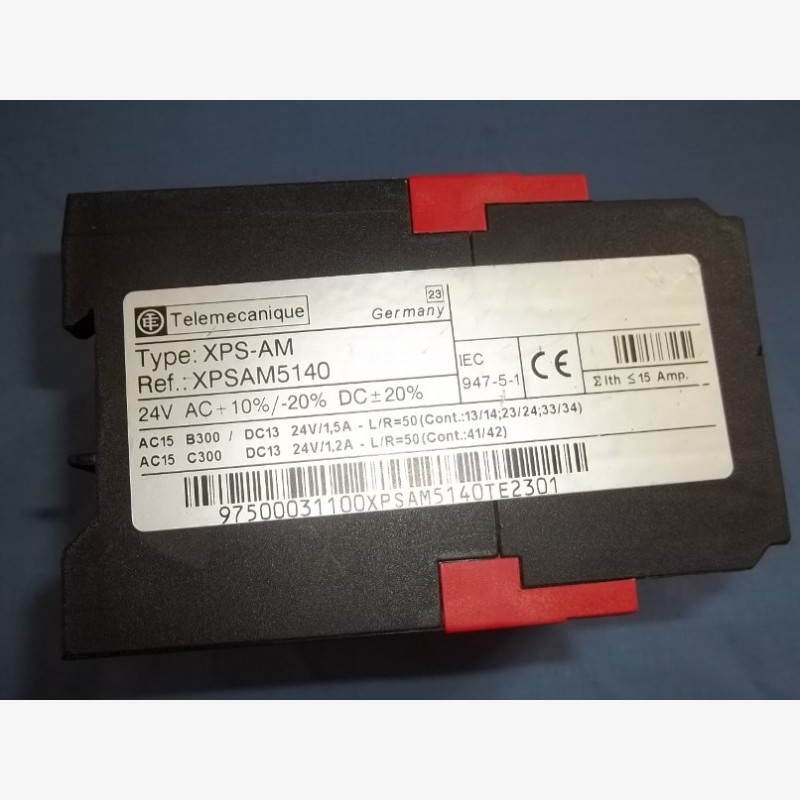 Telemecanique
23
Germany
Type: XPS-AM
Ref.: XPSAM5140
24V AC+10%/-20% DC±20%
IEC
947-5-1
CE
Σ Ith ≤ 15 Amp.
AC15 B300 / DC13 24V/1,5A - L/R=50(Cont.:13/14;23/24;33/34)
AC15 C300 DC13 24V/1,2A - L/R=50(Cont.:41/42)
97500031100XPSAM5140TE2301